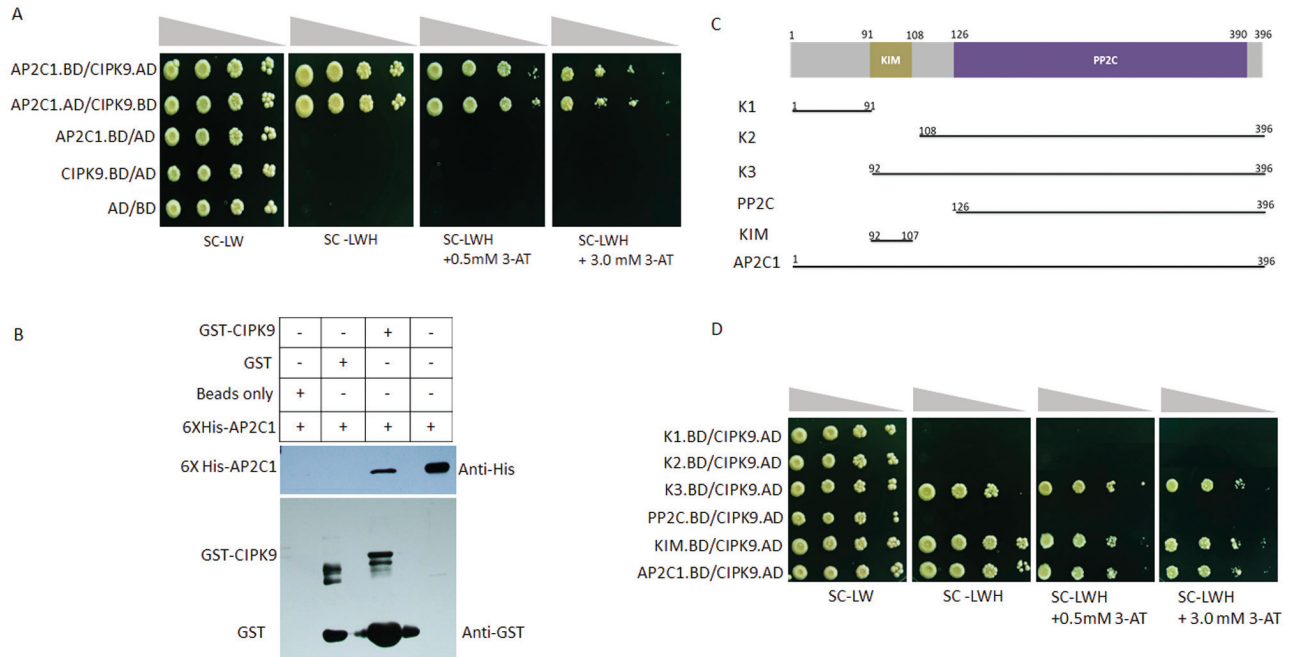 A
AP2C1.BD/CIPK9.AD
AP2C1.AD/CIPK9.BD
AP2C1.BD/AD
CIPK9.BD/AD
AD/BD
SC-LW
SC -LWH
SC-LWH
+0.5mM 3-AT
SC-LWH
+ 3.0 mM 3-AT
B
GST-CIPK9 - - + -
GST - + - -
Beads only + - - -
6XHis-AP2C1 + + + +
6X His-AP2C1
Anti-His
GST-CIPK9
GST
Anti-GST
C
1 91 108 126 390 396
KIM
PP2C
K1
1 91
K2
108 396
K3
92 396
PP2C
126 396
KIM
92 107
AP2C1
1 396
D
K1.BD/CIPK9.AD
K2.BD/CIPK9.AD
K3.BD/CIPK9.AD
PP2C.BD/CIPK9.AD
KIM.BD/CIPK9.AD
AP2C1.BD/CIPK9.AD
SC-LW
SC -LWH
SC-LWH
+0.5mM 3-AT
SC-LWH
+ 3.0 mM 3-AT